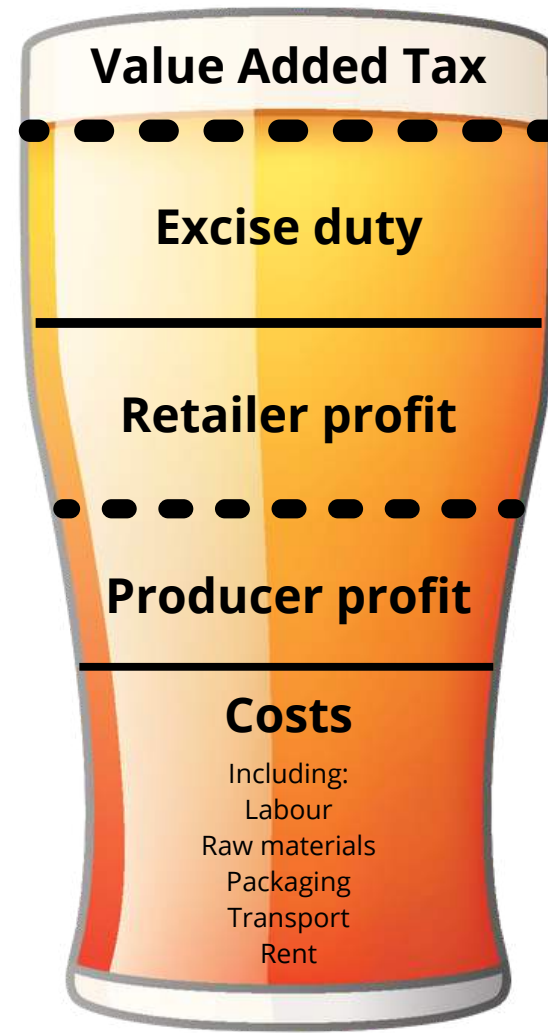 Value Added Tax
Excise duty
Retailer profit
Producer profit
Costs
Including:
Labour
Raw materials
Packaging
Transport
Rent